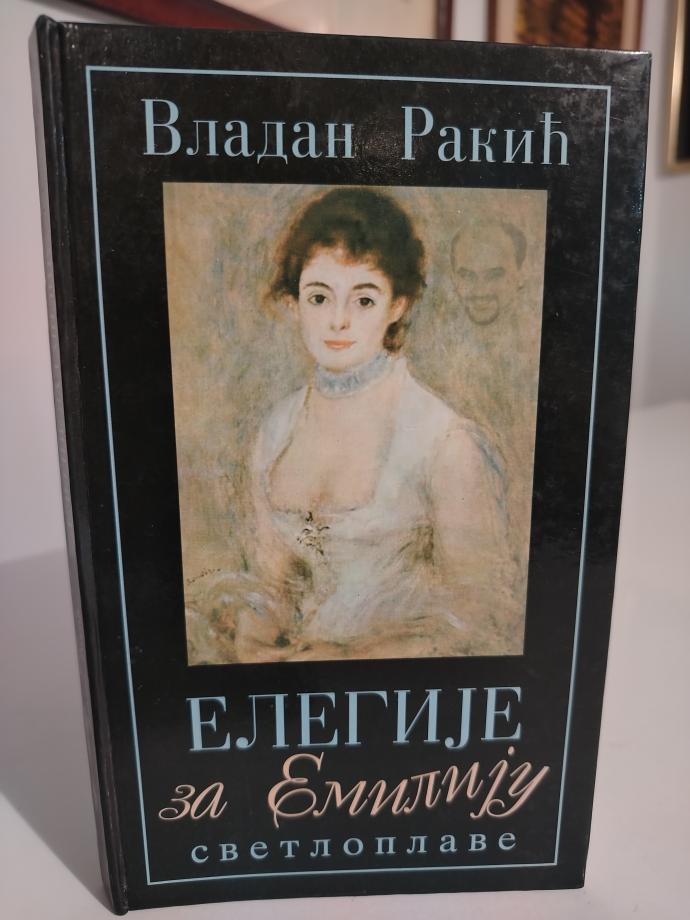 Владан Ракић
ЕЛЕГИЈЕ
за Емилију
светлоплаве